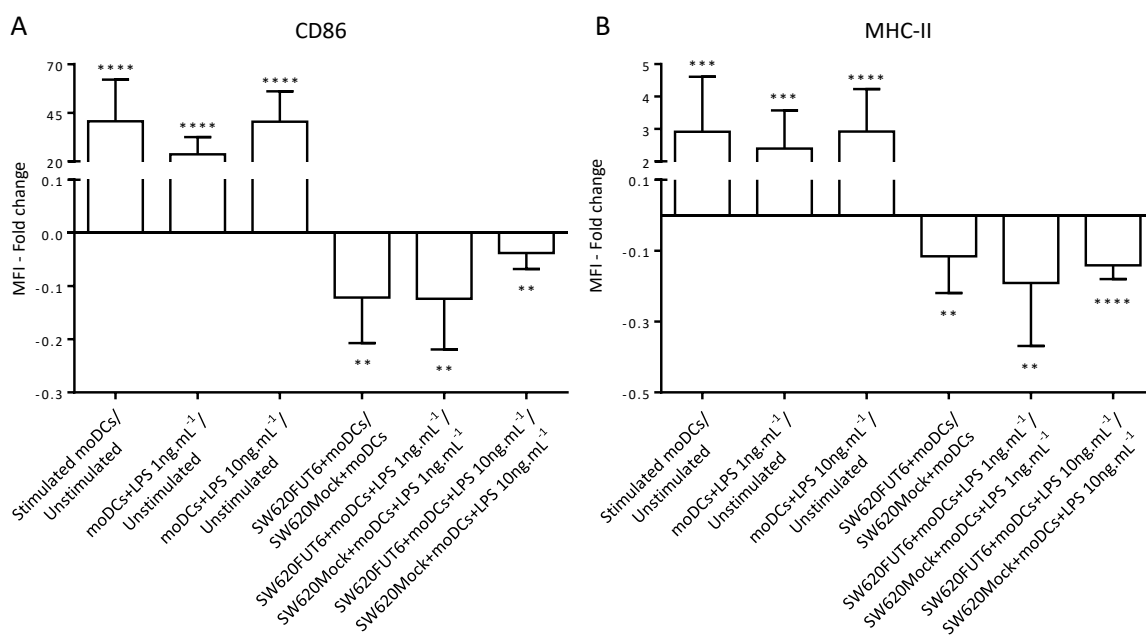 A
CD86
MFI - Fold change
70
45
20
0.1
0.0
-0.1
-0.2
-0.3
****
****
****
**
**
**
Stimulated moDCs/
Unstimulated
moDCs+LPS 1ng.mL⁻¹/
Unstimulated
moDCs+LPS 10ng.mL⁻¹/
Unstimulated
SW620FUT6+moDCs/
SW620Mock+moDCs
SW620FUT6+moDCs+LPS 1ng.mL⁻¹/
SW620Mock+moDCs+LPS 1ng.mL⁻¹
SW620FUT6+moDCs+LPS 10ng.mL⁻¹/
SW620Mock+moDCs+LPS 10ng.mL⁻¹
B
MHC-II
MFI - Fold change
5
4
3
2
0.1
-0.1
-0.3
-0.5
***
***
****
**
**
****
Stimulated moDCs/
Unstimulated
moDCs+LPS 1ng.mL⁻¹/
Unstimulated
moDCs+LPS 10ng.mL⁻¹/
Unstimulated
SW620FUT6+moDCs/
SW620Mock+moDCs
SW620FUT6+moDCs+LPS 1ng.mL⁻¹/
SW620Mock+moDCs+LPS 1ng.mL⁻¹
SW620FUT6+moDCs+LPS 10ng.mL⁻¹/
SW620Mock+moDCs+LPS 10ng.mL⁻¹